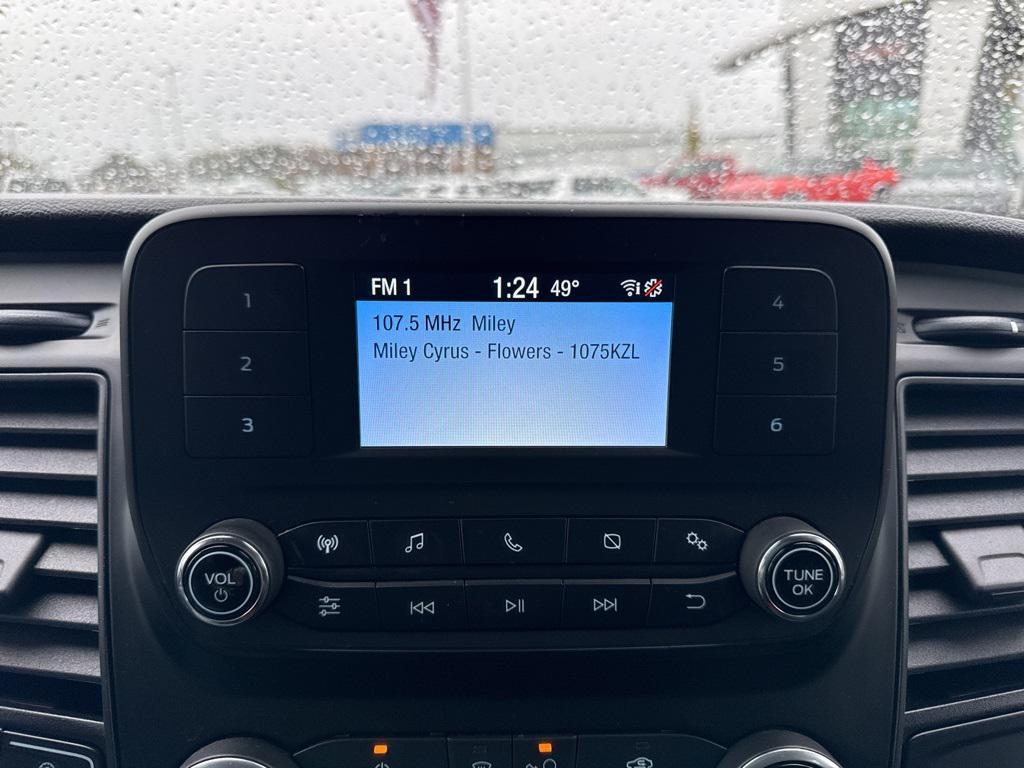 FM 1 1:24 49°
107.5 MHz Miley
Miley Cyrus - Flowers - 1075KZL
1
2
3
4
5
6
VOL
TUNE
OK